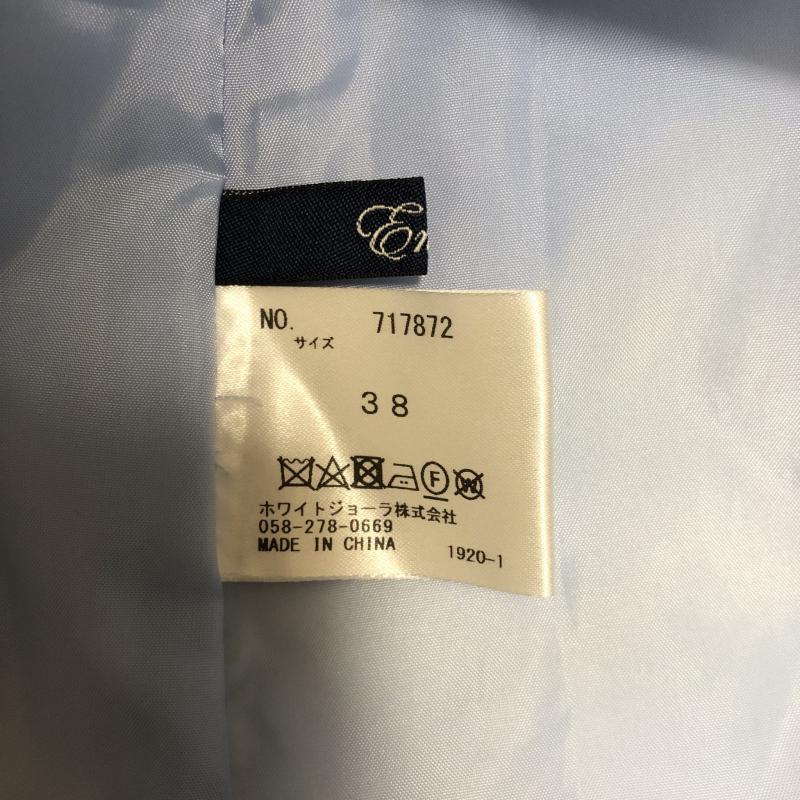 NO. 717872
サイズ
38
F W
ホワイトジョーラ株式会社
058-278-0669
MADE IN CHINA 1920-1